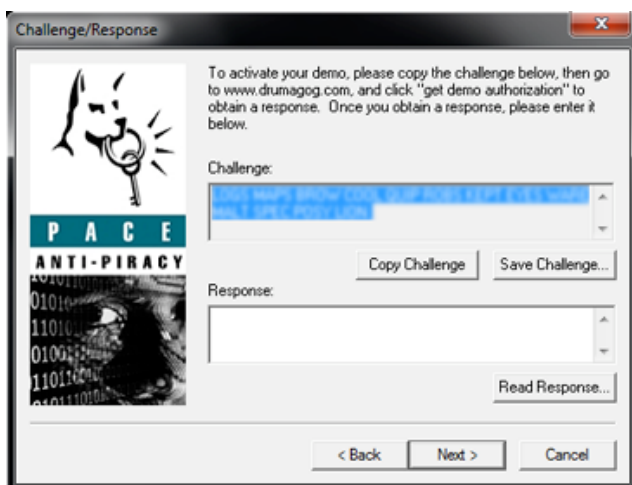 Challenge/Response
To activate your demo, please copy the challenge below, then go
to www.drumagog.com, and click "get demo authorization" to
obtain a response. Once you obtain a response, please enter it
below.
Challenge:
COOL
Copy Challenge
Save Challenge...
Response:
Read Response...
PACE
ANTI-PIRACY
< Back
Next >
Cancel